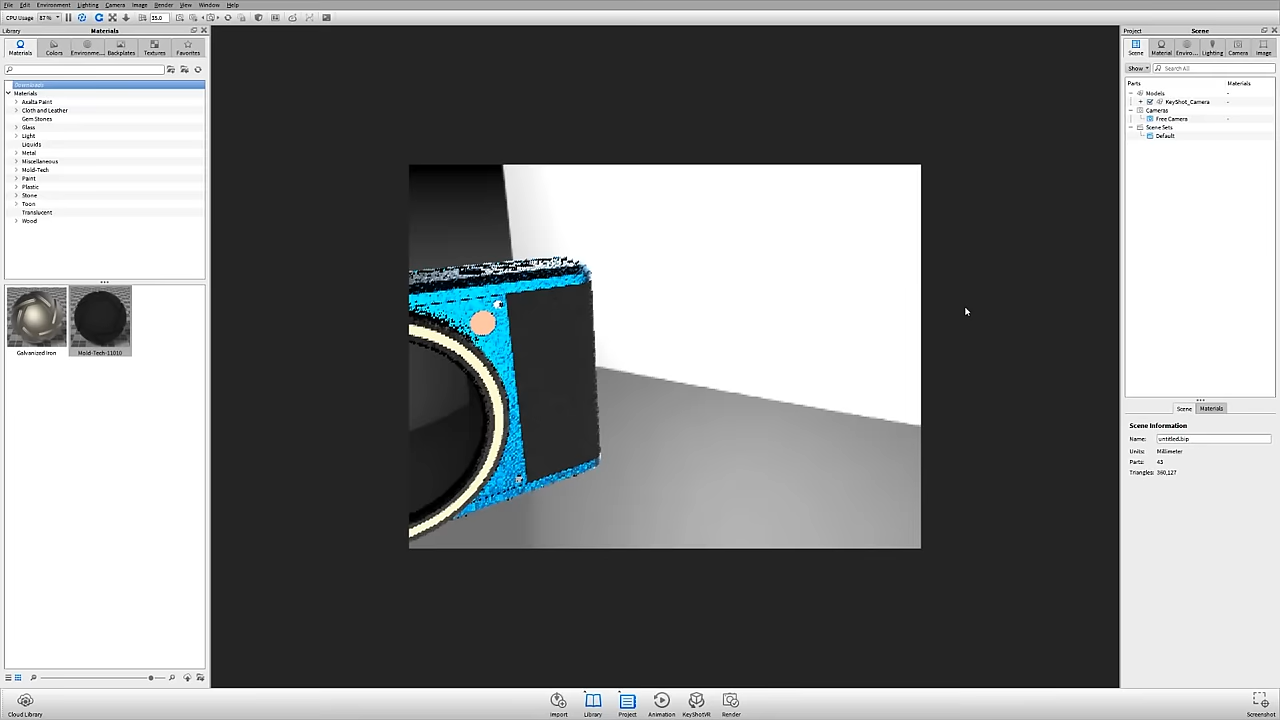 File Edit Environment Lighting Camera Image Render View Window Help
CPU Usage 87% 35.0
Library Materials
Project Scene
Materials Colors Environme... Backplates Textures Favorites
Scene Material Enviro... Lighting Camera Image
Show Search All
Parts Materials
Downloads
Materials
Axalta Paint
Cloth and Leather
Gem Stones
Glass
Light
Liquids
Metal
Miscellaneous
Mold-Tech
Paint
Plastic
Stone
Toon
Translucent
Wood
Models -
KeyShot_Camera -
Cameras
Free Camera -
Scene Sets
Default
Galvanized Iron Mold-Tech-11010
Scene Materials
Scene Information
Name: untitled.bip
Units: Millimeter
Parts: 43
Triangles: 360,127
Cloud Library Import Library Project Animation KeyShotVR Render Screenshot